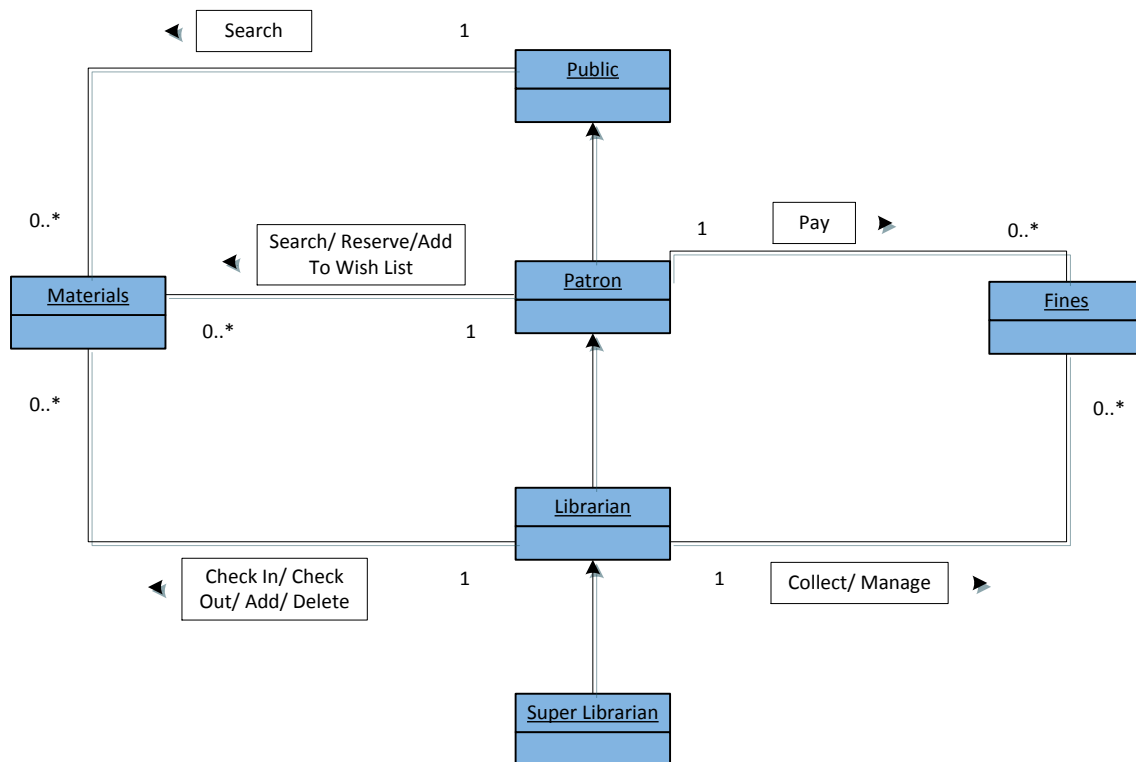 Search
1
Public
0..*
Search/ Reserve/Add
To Wish List
1
Pay
0..*
Materials
Patron
Fines
0..*
1
0..*
0..*
Librarian
Check In/ Check
Out/ Add/ Delete
1
1
Collect/ Manage
Super Librarian